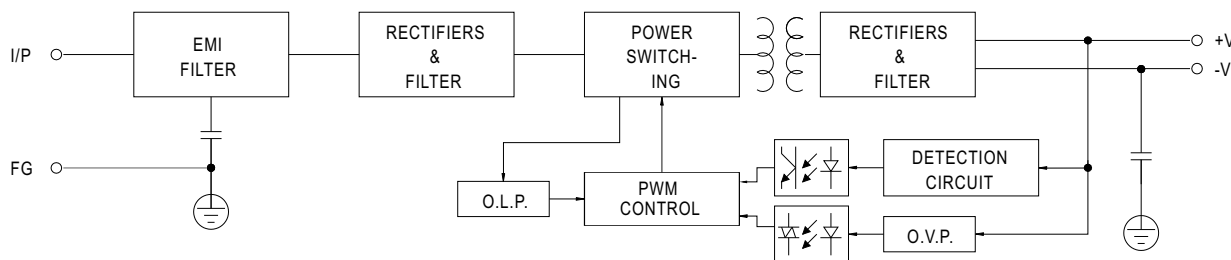 I/P
EMI
FILTER
RECTIFIERS
&
FILTER
POWER
SWITCH-
ING
RECTIFIERS
&
FILTER
+V
-V
FG
O.L.P.
PWM
CONTROL
DETECTION
CIRCUIT
O.V.P.